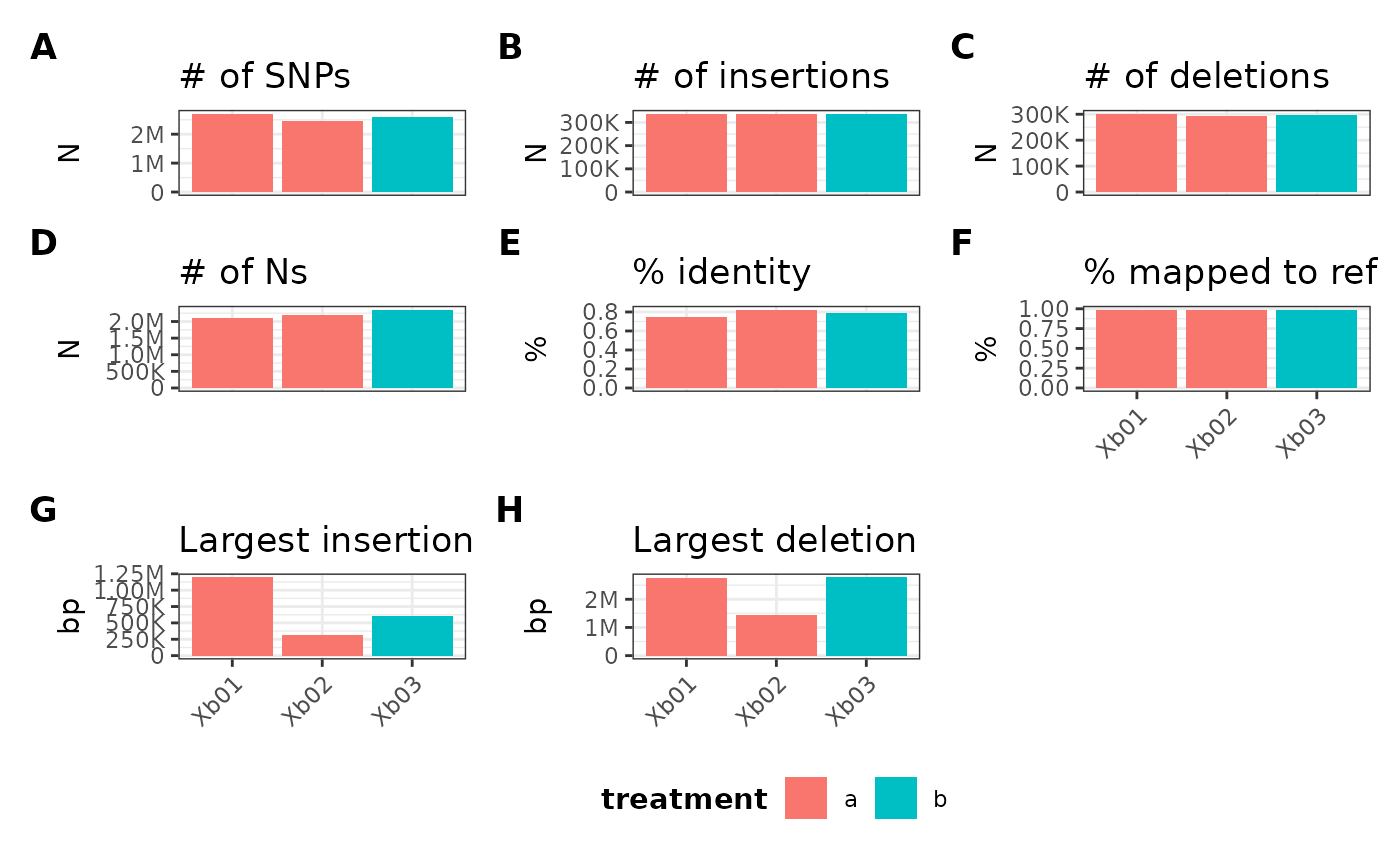 A
# of SNPs
N
2M
1M
0
B
# of insertions
N
300K
200K
100K
0
C
# of deletions
N
300K
200K
100K
0
D
# of Ns
N
2.0M
1.5M
1.0M
500K
0
E
% identity
%
0.8
0.6
0.4
0.2
0.0
F
% mapped to ref
%
1.00
0.75
0.50
0.25
0.00
Xb01
Xb02
Xb03
G
Largest insertion
bp
1.25M
1.00M
750K
500K
250K
0
Xb01
Xb02
Xb03
H
Largest deletion
bp
2M
1M
0
Xb01
Xb02
Xb03
treatment a b